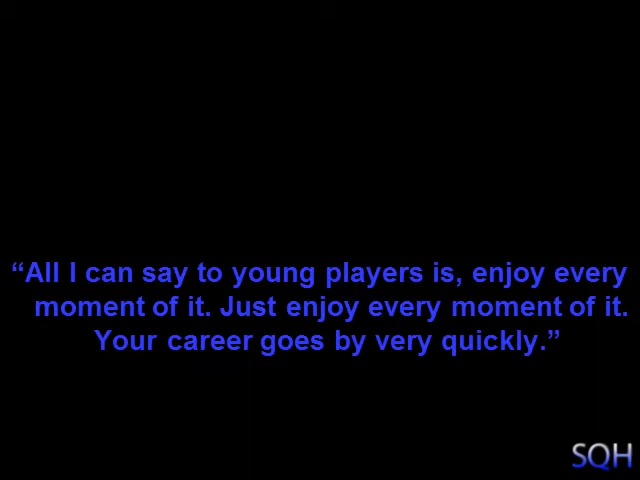 “All I can say to young players is, enjoy every
moment of it. Just enjoy every moment of it.
Your career goes by very quickly.”
SQH